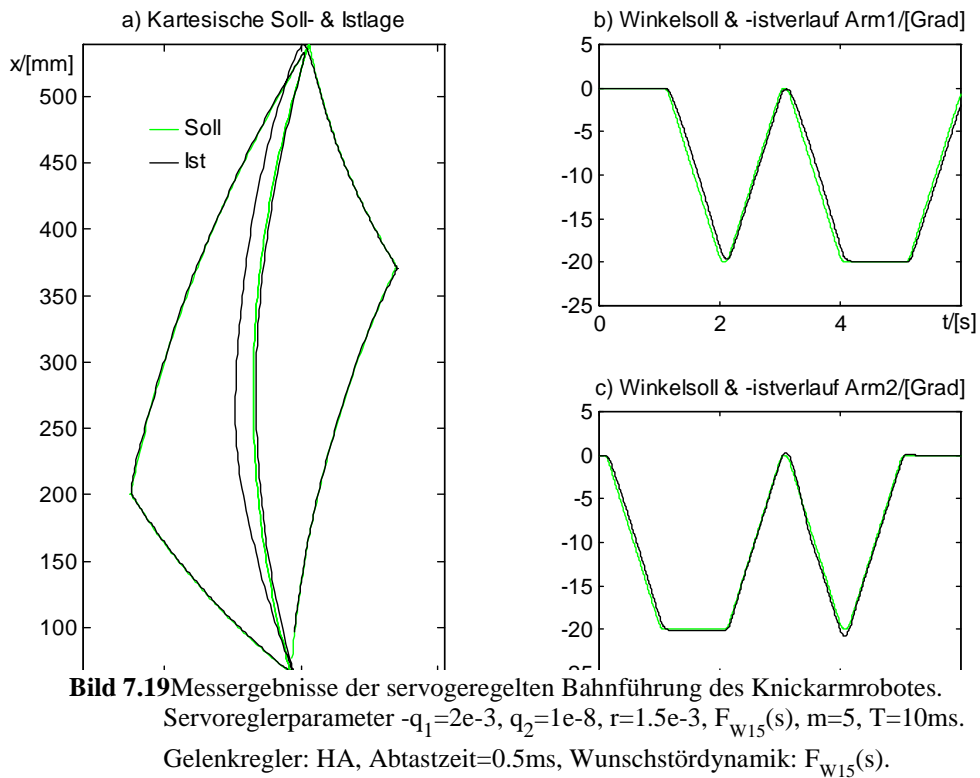 a) Kartesische Soll- & Istlage
x/[mm]
500
450
400
350
300
250
200
150
100
Soll
Ist
b) Winkelsoll & -istverlauf Arm1/[Grad]
5
0
-5
-10
-15
-20
-25
0
2
4
t/[s]
c) Winkelsoll & -istverlauf Arm2/[Grad]
5
0
-5
-10
-15
-20
-25
Bild 7.19Messergebnisse der servogeregelten Bahnführung des Knickarmrobotes.
Servoreglerparameter -q1=2e-3, q2=1e-8, r=1.5e-3, FW15(s), m=5, T=10ms.
Gelenkregler: HA, Abtastzeit=0.5ms, Wunschstördynamik: FW15(s).